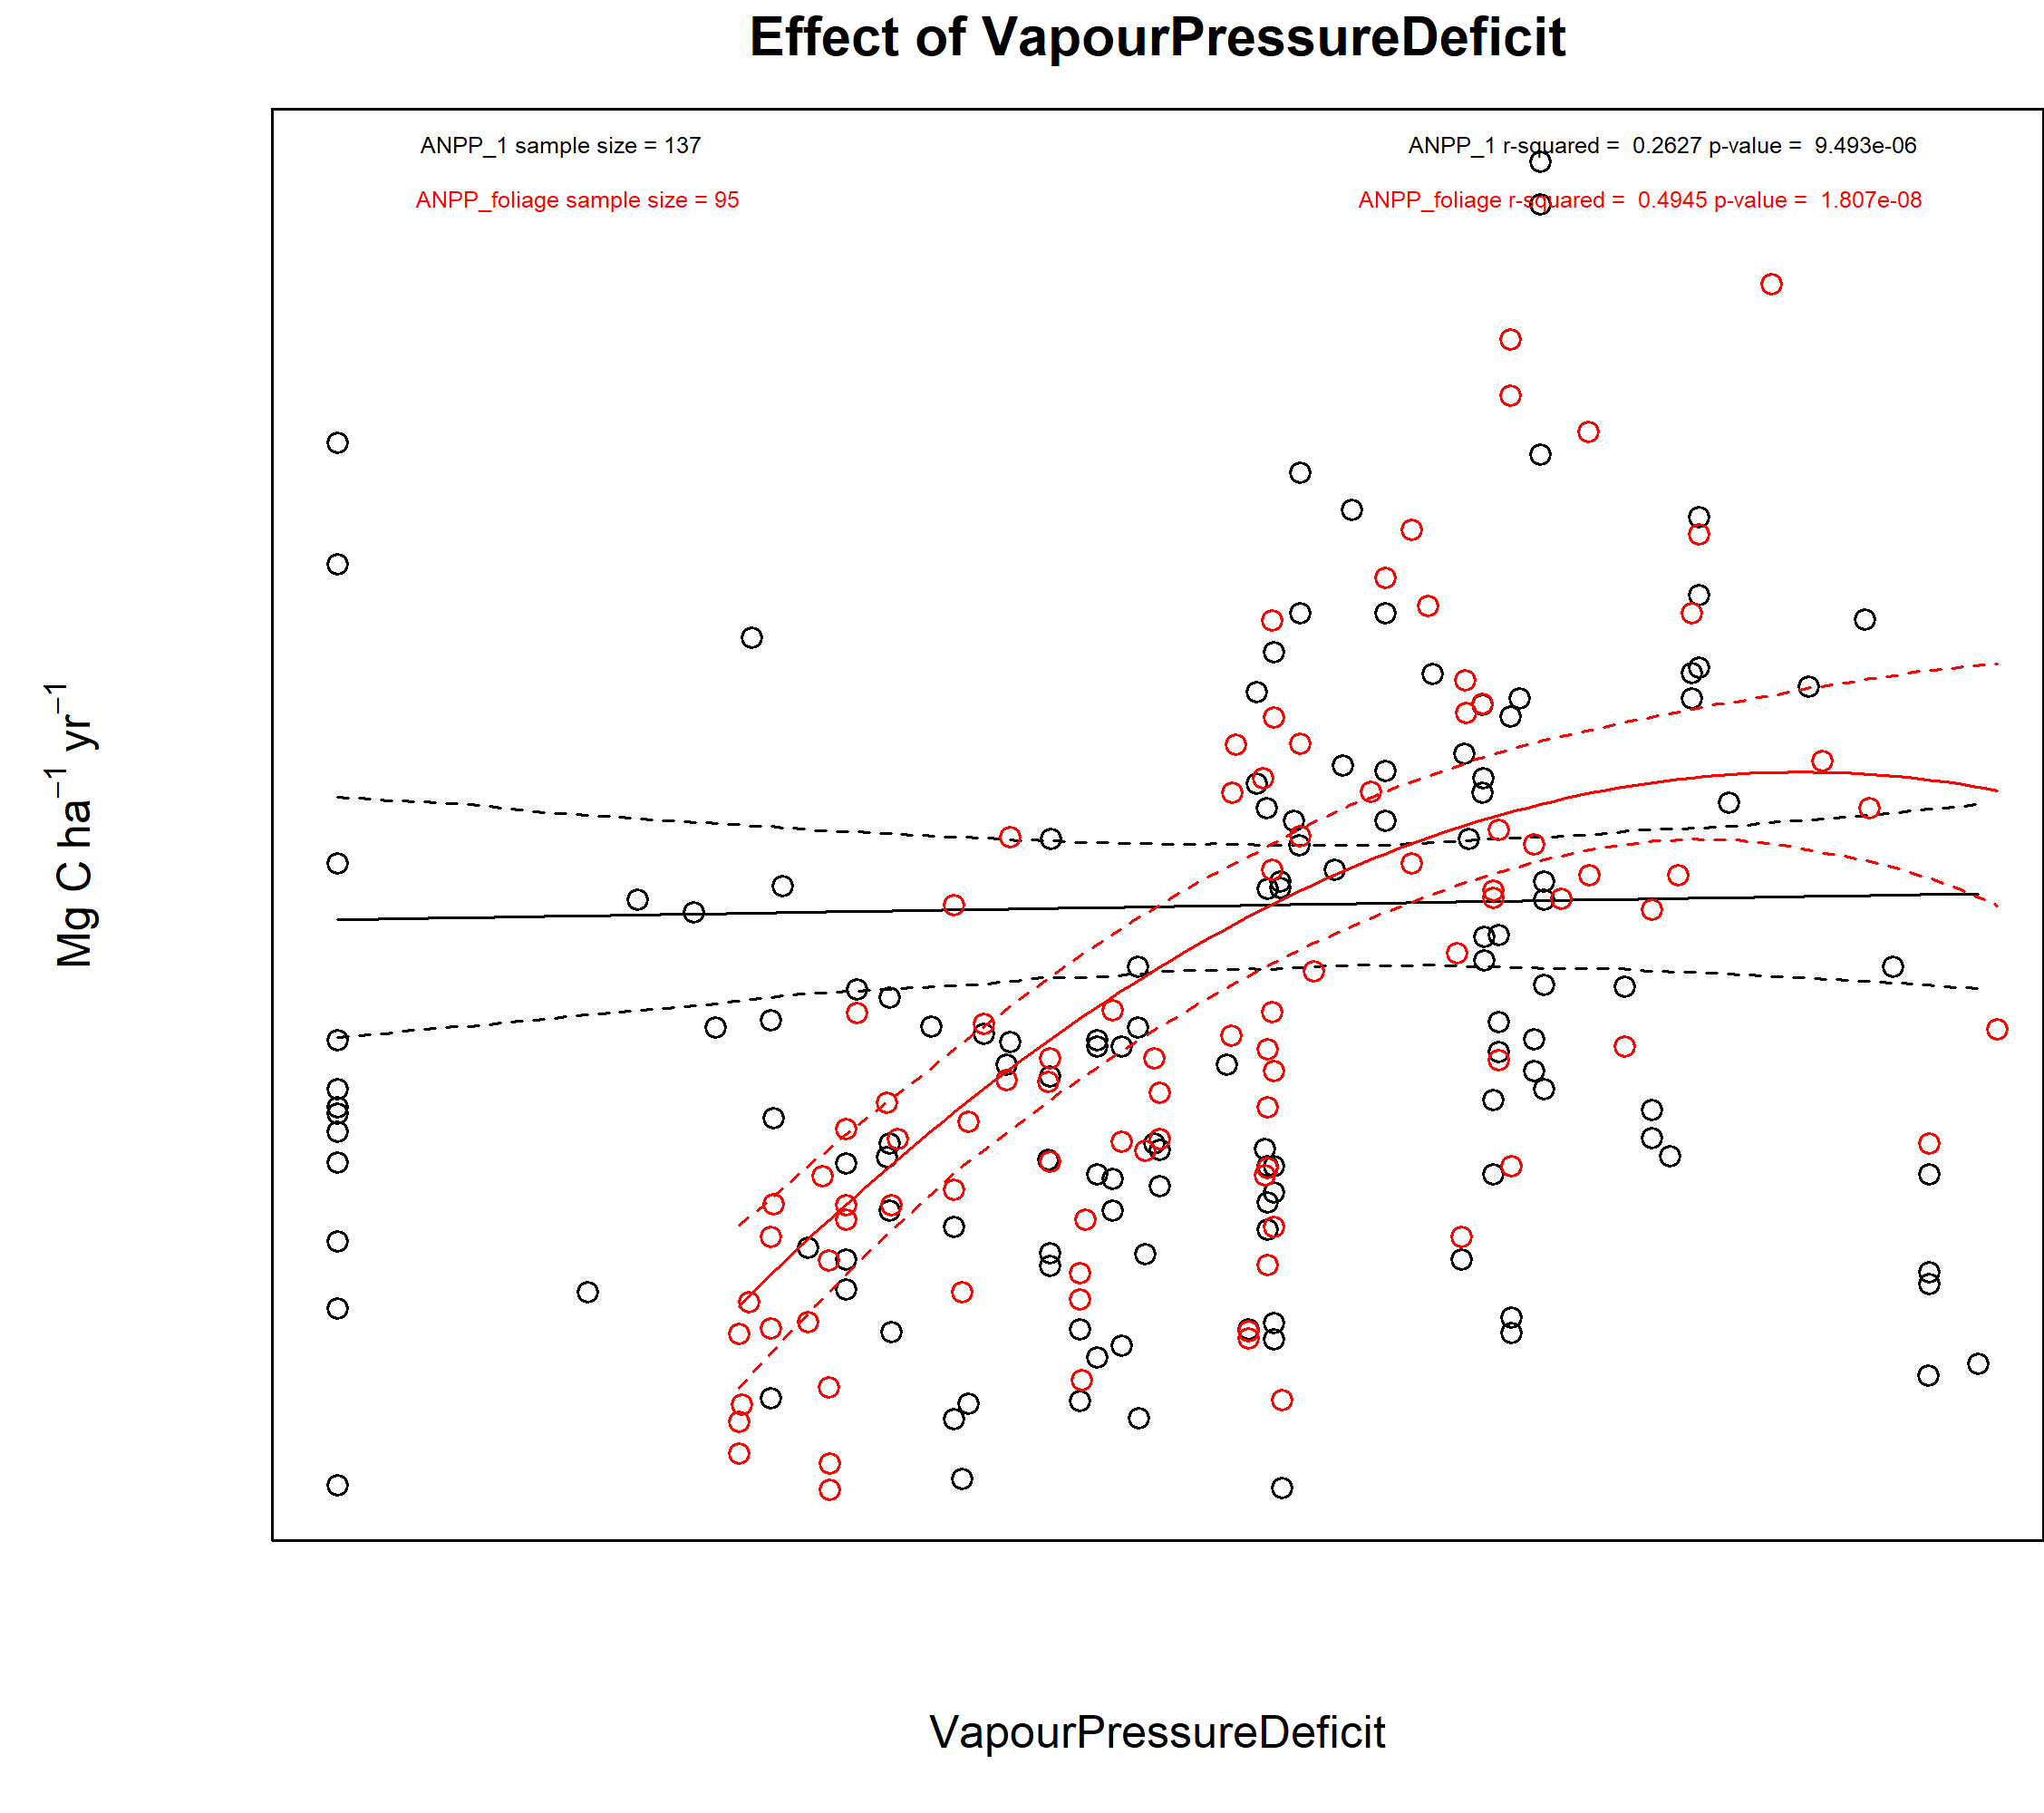 Effect of VapourPressureDeficit
ANPP_1 sample size = 137
ANPP_1 r-squared = 0.2627 p-value = 9.493e-06
ANPP_foliage sample size = 95
ANPP_foliage r-squared = 0.4945 p-value = 1.807e-08
Mg C ha⁻¹ yr⁻¹
VapourPressureDeficit